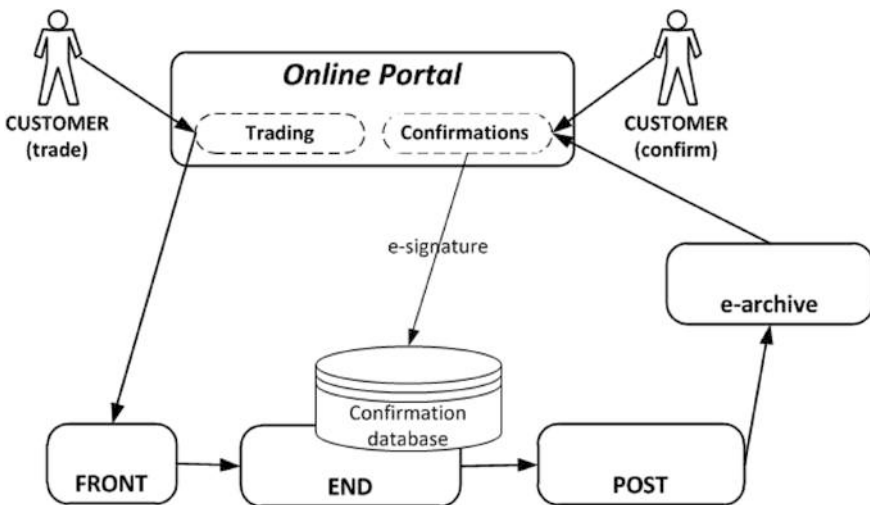 Online Portal
CUSTOMER
(trade)
Trading
Confirmations
CUSTOMER
(confirm)
e-signature
e-archive
Confirmation
database
FRONT
END
POST